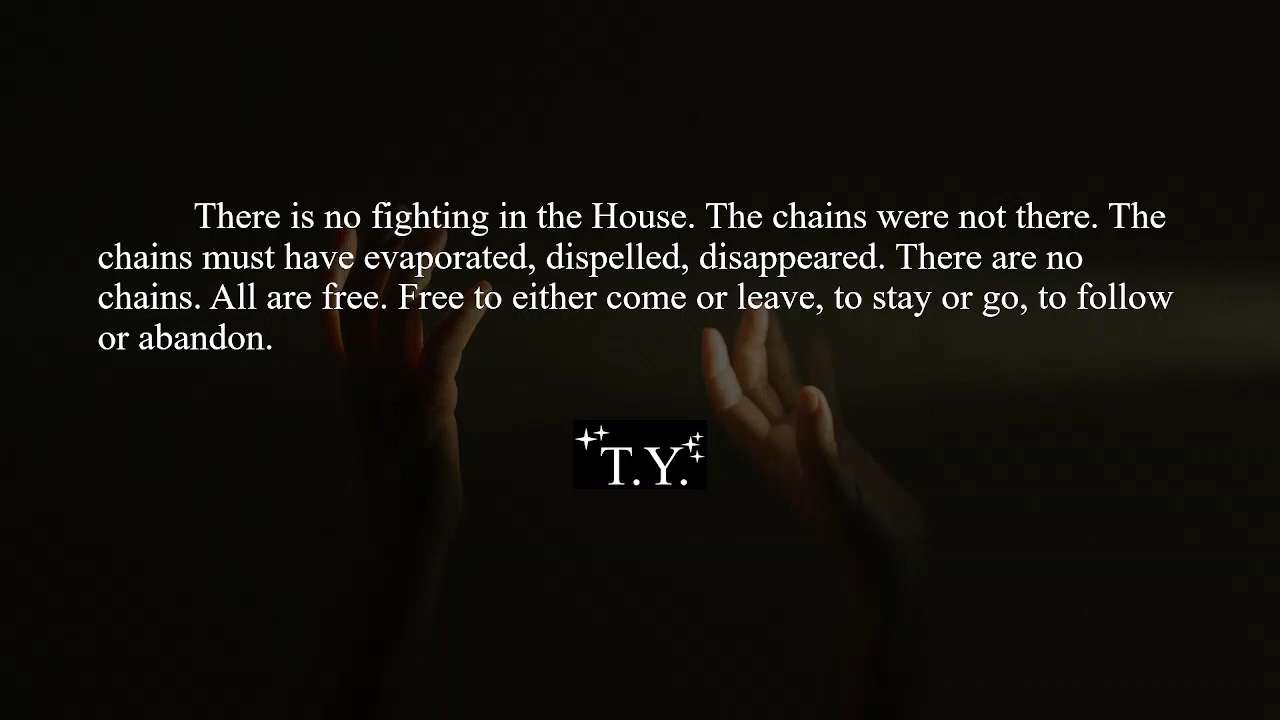 There is no fighting in the House. The chains were not there. The
chains must have evaporated, dispelled, disappeared. There are no
chains. All are free. Free to either come or leave, to stay or go, to follow
or abandon.
T.Y.